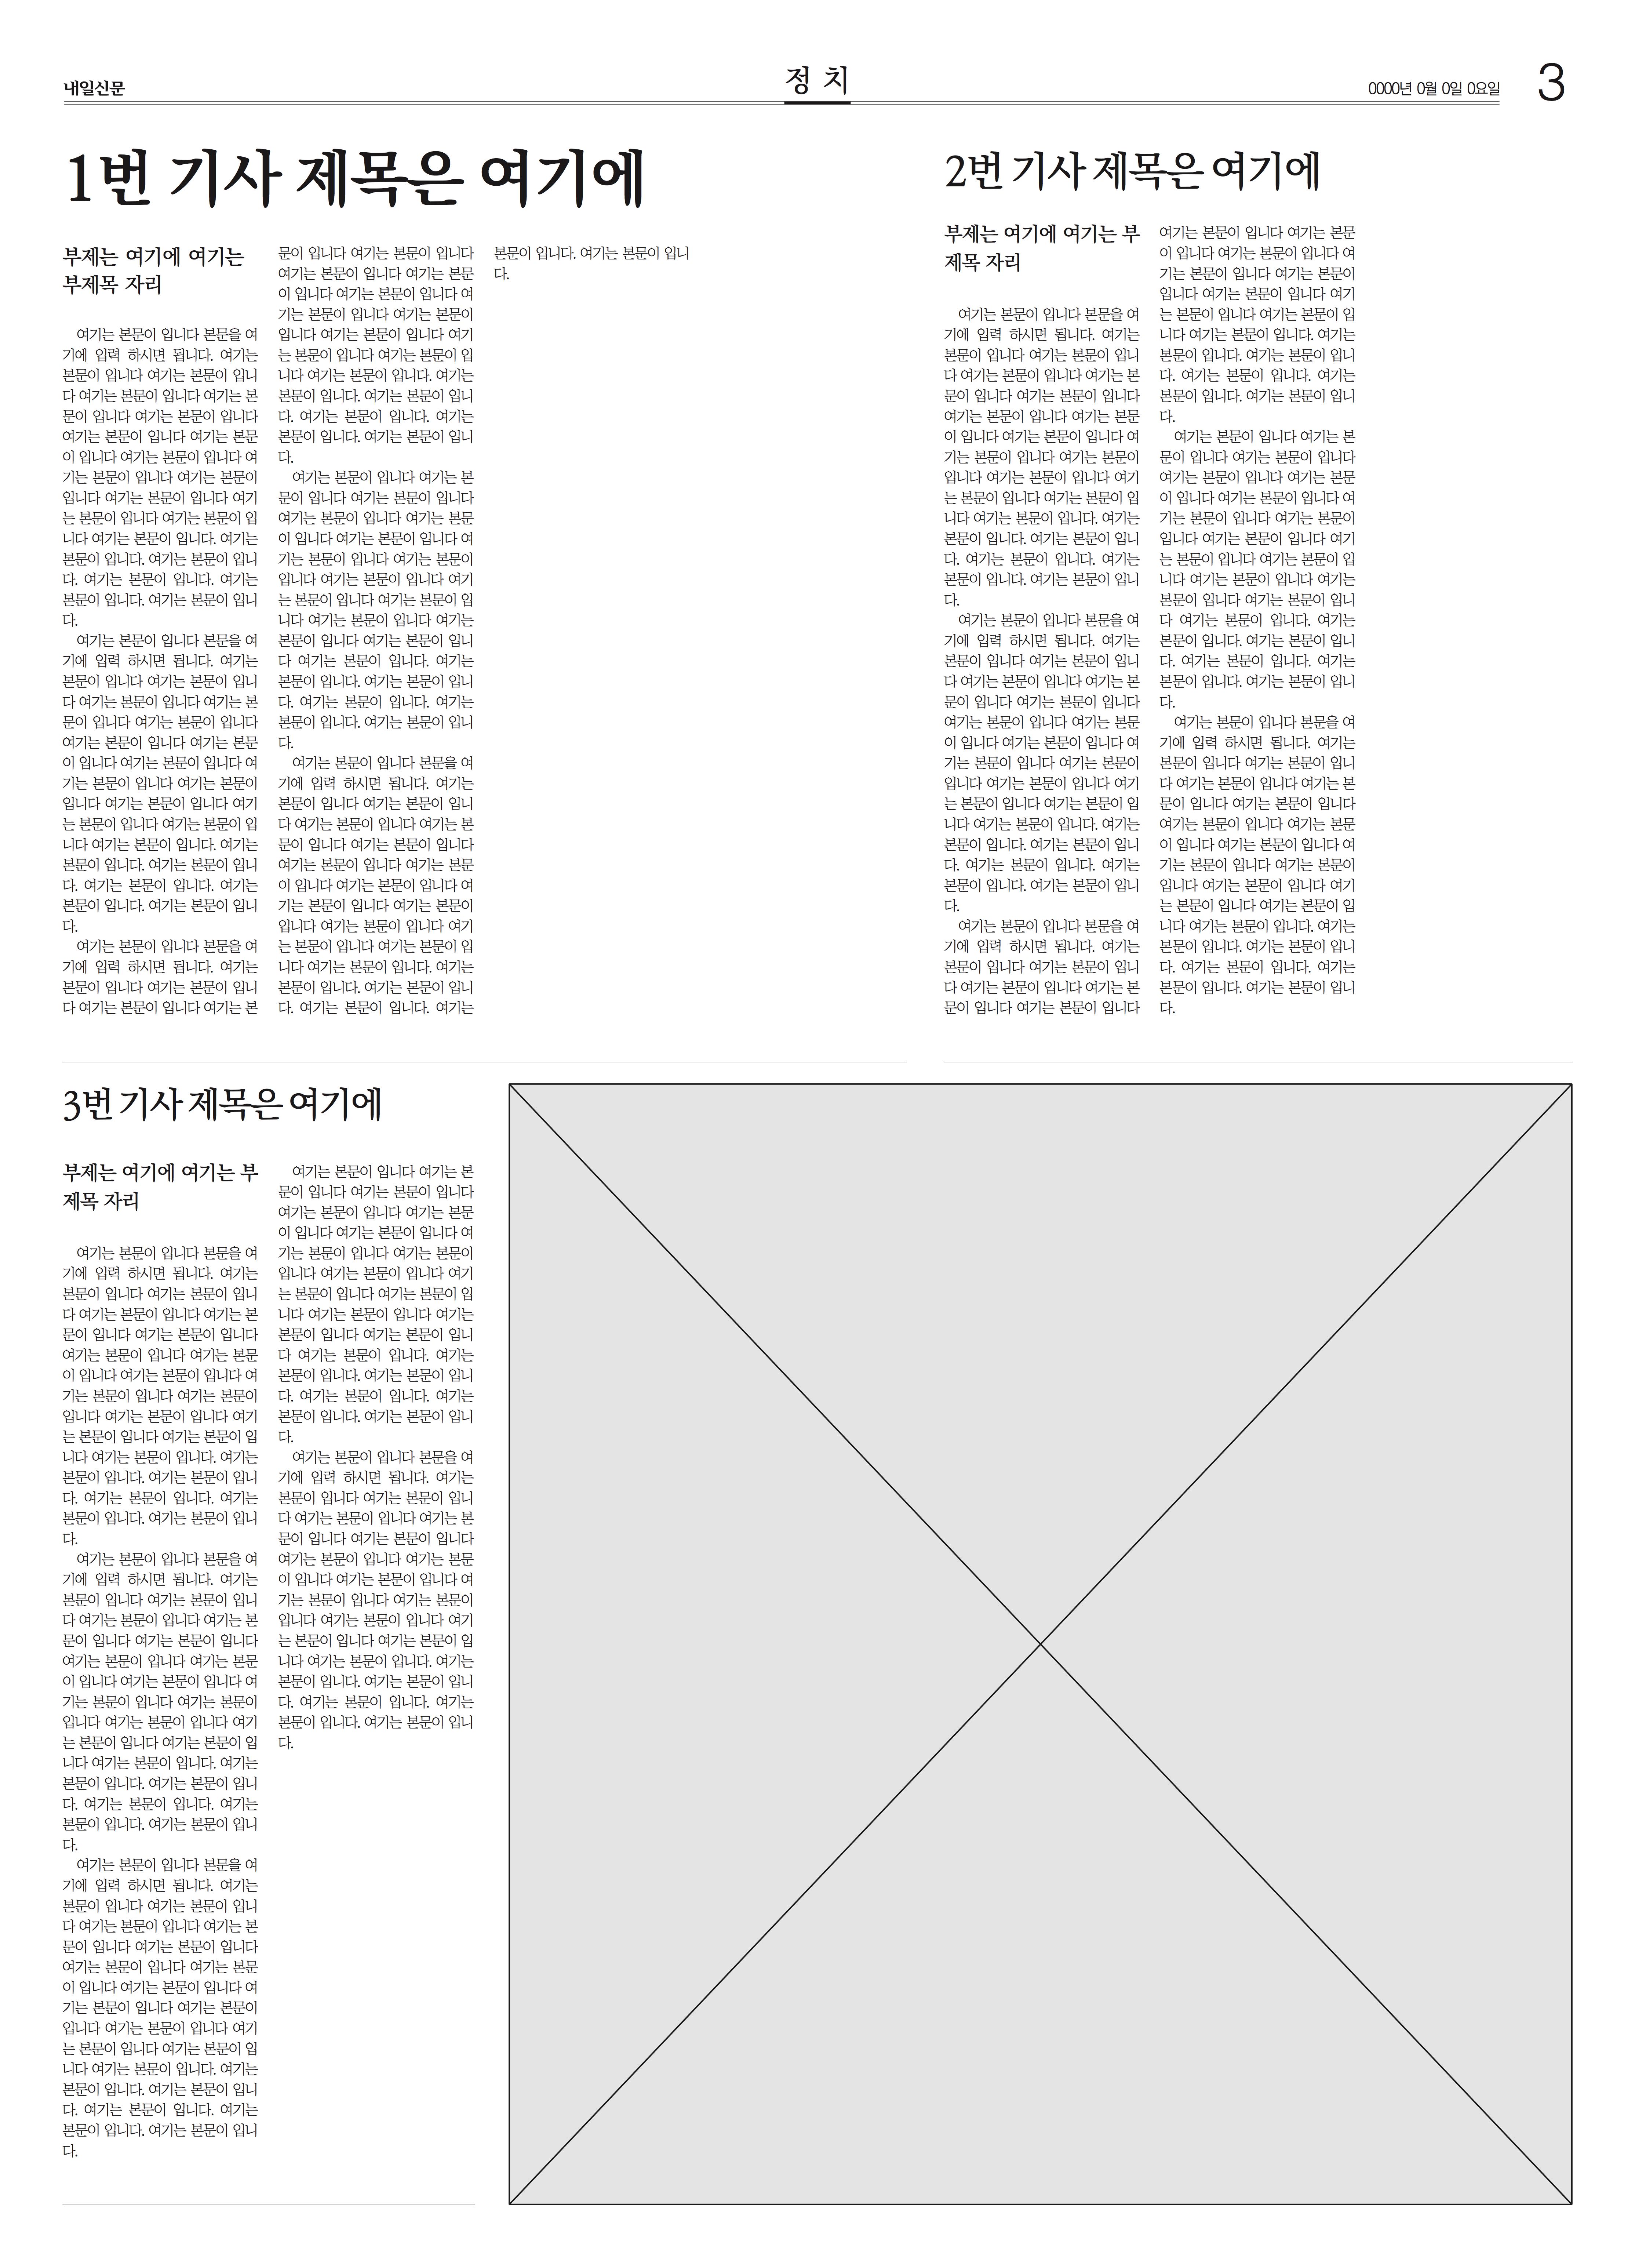 내일신문
정 치
0000년 0월 0일 0요일
3
1번 기사 제목은 여기에
부제는 여기에 여기는
부제목 자리
여기는 본문이 입니다 본문을 여
기에 입력 하시면 됩니다. 여기는
본문이 입니다 여기는 본문이 입니
다 여기는 본문이 입니다 여기는 본
문이 입니다 여기는 본문이 입니다
여기는 본문이 입니다 여기는 본문
이 입니다 여기는 본문이 입니다 여
기는 본문이 입니다 여기는 본문이
입니다 여기는 본문이 입니다 여기
는 본문이 입니다 여기는 본문이 입
니다 여기는 본문이 입니다. 여기는
본문이 입니다. 여기는 본문이 입니
다. 여기는 본문이 입니다. 여기는
본문이 입니다. 여기는 본문이 입니
다.
여기는 본문이 입니다 본문을 여
기에 입력 하시면 됩니다. 여기는
본문이 입니다 여기는 본문이 입니
다 여기는 본문이 입니다 여기는 본
문이 입니다 여기는 본문이 입니다
여기는 본문이 입니다 여기는 본문
이 입니다 여기는 본문이 입니다 여
기는 본문이 입니다 여기는 본문이
입니다 여기는 본문이 입니다 여기
는 본문이 입니다 여기는 본문이 입
니다 여기는 본문이 입니다. 여기는
본문이 입니다. 여기는 본문이 입니
다. 여기는 본문이 입니다. 여기는
본문이 입니다. 여기는 본문이 입니
다.
여기는 본문이 입니다 본문을 여
기에 입력 하시면 됩니다. 여기는
본문이 입니다 여기는 본문이 입니
다 여기는 본문이 입니다 여기는 본
문이 입니다 여기는 본문이 입니다
여기는 본문이 입니다 여기는 본문
이 입니다 여기는 본문이 입니다 여
기는 본문이 입니다 여기는 본문이
입니다 여기는 본문이 입니다 여기
는 본문이 입니다 여기는 본문이 입
니다 여기는 본문이 입니다. 여기는
본문이 입니다. 여기는 본문이 입니
다. 여기는 본문이 입니다. 여기는
본문이 입니다. 여기는 본문이 입니
다.
여기는 본문이 입니다 여기는 본
문이 입니다 여기는 본문이 입니다
여기는 본문이 입니다 여기는 본문
이 입니다 여기는 본문이 입니다 여
기는 본문이 입니다 여기는 본문이
입니다 여기는 본문이 입니다 여기
는 본문이 입니다 여기는 본문이 입
니다 여기는 본문이 입니다 여기는
본문이 입니다 여기는 본문이 입니
다 여기는 본문이 입니다. 여기는
본문이 입니다. 여기는 본문이 입니
다. 여기는 본문이 입니다. 여기는
본문이 입니다. 여기는 본문이 입니
다.
여기는 본문이 입니다 본문을 여
기에 입력 하시면 됩니다. 여기는
본문이 입니다 여기는 본문이 입니
다 여기는 본문이 입니다 여기는 본
문이 입니다 여기는 본문이 입니다
여기는 본문이 입니다 여기는 본문
이 입니다 여기는 본문이 입니다 여
기는 본문이 입니다 여기는 본문이
입니다 여기는 본문이 입니다 여기
는 본문이 입니다 여기는 본문이 입
니다 여기는 본문이 입니다. 여기는
본문이 입니다. 여기는 본문이 입니
다. 여기는 본문이 입니다. 여기는
본문이 입니다. 여기는 본문이 입니
다.
2번 기사 제목은 여기에
부제는 여기에 여기는 부
제목 자리
여기는 본문이 입니다 본문을 여
기에 입력 하시면 됩니다. 여기는
본문이 입니다 여기는 본문이 입니
다 여기는 본문이 입니다 여기는 본
문이 입니다 여기는 본문이 입니다
여기는 본문이 입니다 여기는 본문
이 입니다 여기는 본문이 입니다 여
기는 본문이 입니다 여기는 본문이
입니다 여기는 본문이 입니다 여기
는 본문이 입니다 여기는 본문이 입
니다 여기는 본문이 입니다. 여기는
본문이 입니다. 여기는 본문이 입니
다. 여기는 본문이 입니다. 여기는
본문이 입니다. 여기는 본문이 입니
다.
여기는 본문이 입니다 본문을 여
기에 입력 하시면 됩니다. 여기는
본문이 입니다 여기는 본문이 입니
다 여기는 본문이 입니다 여기는 본
문이 입니다 여기는 본문이 입니다
여기는 본문이 입니다 여기는 본문
이 입니다 여기는 본문이 입니다 여
기는 본문이 입니다 여기는 본문이
입니다 여기는 본문이 입니다 여기
는 본문이 입니다 여기는 본문이 입
니다 여기는 본문이 입니다. 여기는
본문이 입니다. 여기는 본문이 입니
다. 여기는 본문이 입니다. 여기는
본문이 입니다. 여기는 본문이 입니
다.
여기는 본문이 입니다 본문을 여
기에 입력 하시면 됩니다. 여기는
본문이 입니다 여기는 본문이 입니
다 여기는 본문이 입니다 여기는 본
문이 입니다 여기는 본문이 입니다
여기는 본문이 입니다 여기는 본문
이 입니다 여기는 본문이 입니다 여
기는 본문이 입니다 여기는 본문이
입니다 여기는 본문이 입니다 여기
는 본문이 입니다 여기는 본문이 입
니다 여기는 본문이 입니다. 여기는
본문이 입니다. 여기는 본문이 입니
다. 여기는 본문이 입니다. 여기는
본문이 입니다. 여기는 본문이 입니
다.
여기는 본문이 입니다 여기는 본
문이 입니다 여기는 본문이 입니다
여기는 본문이 입니다 여기는 본문
이 입니다 여기는 본문이 입니다 여
기는 본문이 입니다 여기는 본문이
입니다 여기는 본문이 입니다 여기
는 본문이 입니다 여기는 본문이 입
니다 여기는 본문이 입니다 여기는
본문이 입니다 여기는 본문이 입니
다 여기는 본문이 입니다. 여기는
본문이 입니다. 여기는 본문이 입니
다. 여기는 본문이 입니다. 여기는
본문이 입니다. 여기는 본문이 입니
다.
여기는 본문이 입니다 본문을 여
기에 입력 하시면 됩니다. 여기는
본문이 입니다 여기는 본문이 입니
다 여기는 본문이 입니다 여기는 본
문이 입니다 여기는 본문이 입니다
여기는 본문이 입니다 여기는 본문
이 입니다 여기는 본문이 입니다 여
기는 본문이 입니다 여기는 본문이
입니다 여기는 본문이 입니다 여기
는 본문이 입니다 여기는 본문이 입
니다 여기는 본문이 입니다. 여기는
본문이 입니다. 여기는 본문이 입니
다. 여기는 본문이 입니다. 여기는
본문이 입니다. 여기는 본문이 입니
다.
3번 기사 제목은 여기에
부제는 여기에 여기는 부
제목 자리
여기는 본문이 입니다 본문을 여
기에 입력 하시면 됩니다. 여기는
본문이 입니다 여기는 본문이 입니
다 여기는 본문이 입니다 여기는 본
문이 입니다 여기는 본문이 입니다
여기는 본문이 입니다 여기는 본문
이 입니다 여기는 본문이 입니다 여
기는 본문이 입니다 여기는 본문이
입니다 여기는 본문이 입니다 여기
는 본문이 입니다 여기는 본문이 입
니다 여기는 본문이 입니다. 여기는
본문이 입니다. 여기는 본문이 입니
다. 여기는 본문이 입니다. 여기는
본문이 입니다. 여기는 본문이 입니
다.
여기는 본문이 입니다 본문을 여
기에 입력 하시면 됩니다. 여기는
본문이 입니다 여기는 본문이 입니
다 여기는 본문이 입니다 여기는 본
문이 입니다 여기는 본문이 입니다
여기는 본문이 입니다 여기는 본문
이 입니다 여기는 본문이 입니다 여
기는 본문이 입니다 여기는 본문이
입니다 여기는 본문이 입니다 여기
는 본문이 입니다 여기는 본문이 입
니다 여기는 본문이 입니다. 여기는
본문이 입니다. 여기는 본문이 입니
다. 여기는 본문이 입니다. 여기는
본문이 입니다. 여기는 본문이 입니
다.
여기는 본문이 입니다 본문을 여
기에 입력 하시면 됩니다. 여기는
본문이 입니다 여기는 본문이 입니
다 여기는 본문이 입니다 여기는 본
문이 입니다 여기는 본문이 입니다
여기는 본문이 입니다 여기는 본문
이 입니다 여기는 본문이 입니다 여
기는 본문이 입니다 여기는 본문이
입니다 여기는 본문이 입니다 여기
는 본문이 입니다 여기는 본문이 입
니다 여기는 본문이 입니다. 여기는
본문이 입니다. 여기는 본문이 입니
다. 여기는 본문이 입니다. 여기는
본문이 입니다. 여기는 본문이 입니
다.
여기는 본문이 입니다 여기는 본
문이 입니다 여기는 본문이 입니다
여기는 본문이 입니다 여기는 본문
이 입니다 여기는 본문이 입니다 여
기는 본문이 입니다 여기는 본문이
입니다 여기는 본문이 입니다 여기
는 본문이 입니다 여기는 본문이 입
니다 여기는 본문이 입니다 여기는
본문이 입니다 여기는 본문이 입니
다 여기는 본문이 입니다. 여기는
본문이 입니다. 여기는 본문이 입니
다. 여기는 본문이 입니다. 여기는
본문이 입니다. 여기는 본문이 입니
다.
여기는 본문이 입니다 본문을 여
기에 입력 하시면 됩니다. 여기는
본문이 입니다 여기는 본문이 입니
다 여기는 본문이 입니다 여기는 본
문이 입니다 여기는 본문이 입니다
여기는 본문이 입니다 여기는 본문
이 입니다 여기는 본문이 입니다 여
기는 본문이 입니다 여기는 본문이
입니다 여기는 본문이 입니다 여기
는 본문이 입니다 여기는 본문이 입
니다 여기는 본문이 입니다. 여기는
본문이 입니다. 여기는 본문이 입니
다. 여기는 본문이 입니다. 여기는
본문이 입니다. 여기는 본문이 입니
다.